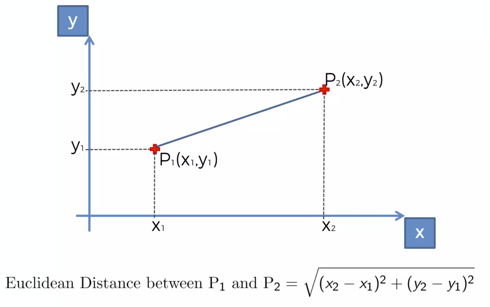 y
P₂(x₂,y₂)
y₂
y₁
P₁(x₁,y₁)
x₁
x₂
x
Euclidean Distance between P₁ and P₂ = √(x₂ − x₁)² + (y₂ − y₁)²